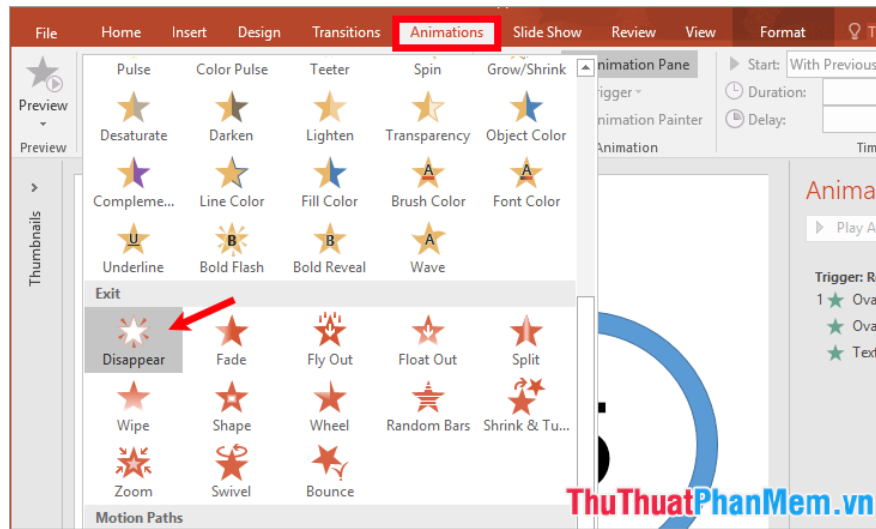 File Home Insert Design Transitions Animations Slide Show Review View Format T
Pulse Color Pulse Teeter Spin Grow/Shrink
Desaturate Darken Lighten Transparency Object Color
Compleme... Line Color Fill Color Brush Color Font Color
Underline Bold Flash Bold Reveal Wave
Exit
Disappear Fade Fly Out Float Out Split
Wipe Shape Wheel Random Bars Shrink & Tu...
Zoom Swivel Bounce
Motion Paths
Preview
Preview
Thumbnails
nimation Pane
rigger
nimation Painter
Animation
Start: With Previous
Duration:
Delay:
Tim
Anima
Play A
Trigger: R
1 Ova
Ova
Text
ThuThuatPhanMem.vn